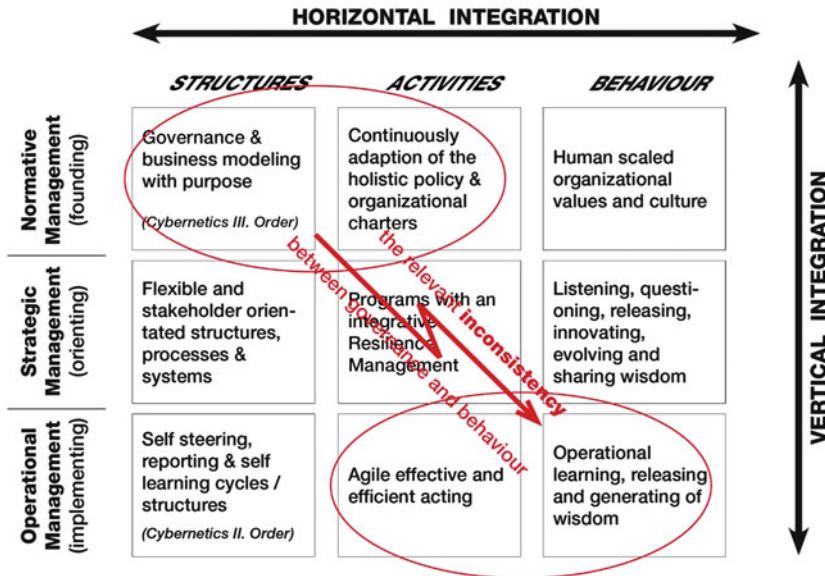 HORIZONTAL INTEGRATION
STRUCTURES
ACTIVITIES
BEHAVIOUR
Normative
Management
(founding)
Governance &
business modeling
with purpose
(Cybernetics III. Order)
Continuously
adaption of the
holistic policy &
organizational
charters
Human scaled
organizational
values and culture
Strategic
Management
(orienting)
Flexible and
stakeholder orien-
tated structures,
processes &
systems
Programs with an
integrative
Resilience
Management
Listening, questi-
oning, releasing,
innovating,
evolving and
sharing wisdom
Operational
Management
(implementing)
Self steering,
reporting & self
learning cycles /
structures
(Cybernetics II. Order)
Agile effective and
efficient acting
Operational
learning, releasing
and generating of
wisdom
the relevant inconsistency
between governance and behaviour
VERTICAL INTEGRATION